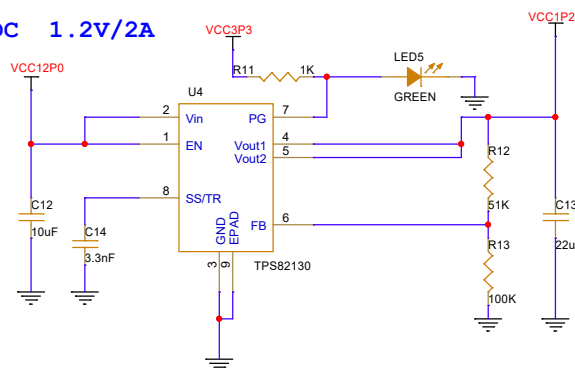 DC 1.2V/2A
VCC3P3
VCC1P2
VCC12P0
LED5
R11 1K
GREEN
U4
2 Vin
PG 7
1 EN
Vout1 4
Vout2 5
R12
8 SS/TR
51K
C12
10uF
C14
3.3nF
FB 6
C13
22u
GND
EPAD
R13
3 9
TPS82130
100K